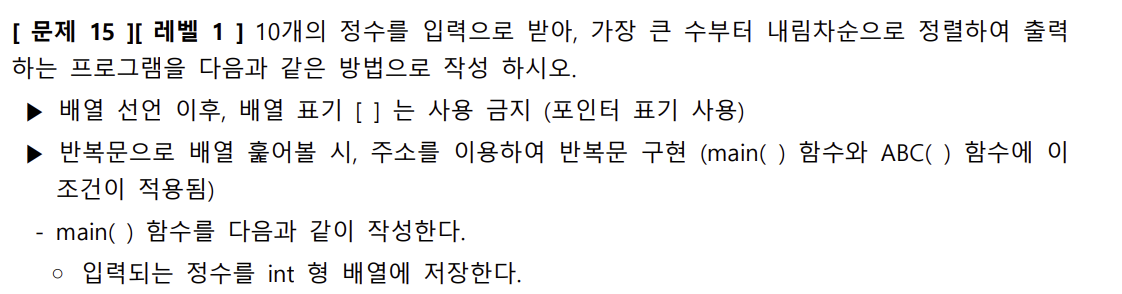 [ 문제 15 ][ 레벨 1 ] 10개의 정수를 입력으로 받아, 가장 큰 수부터 내림차순으로 정렬하여 출력
하는 프로그램을 다음과 같은 방법으로 작성 하시오.
▶ 배열 선언 이후, 배열 표기 [ ] 는 사용 금지 (포인터 표기 사용)
▶ 반복문으로 배열 훑어볼 시, 주소를 이용하여 반복문 구현 (main( ) 함수와 ABC( ) 함수에 이
조건이 적용됨)
- main( ) 함수를 다음과 같이 작성한다.
○ 입력되는 정수를 int 형 배열에 저장한다.